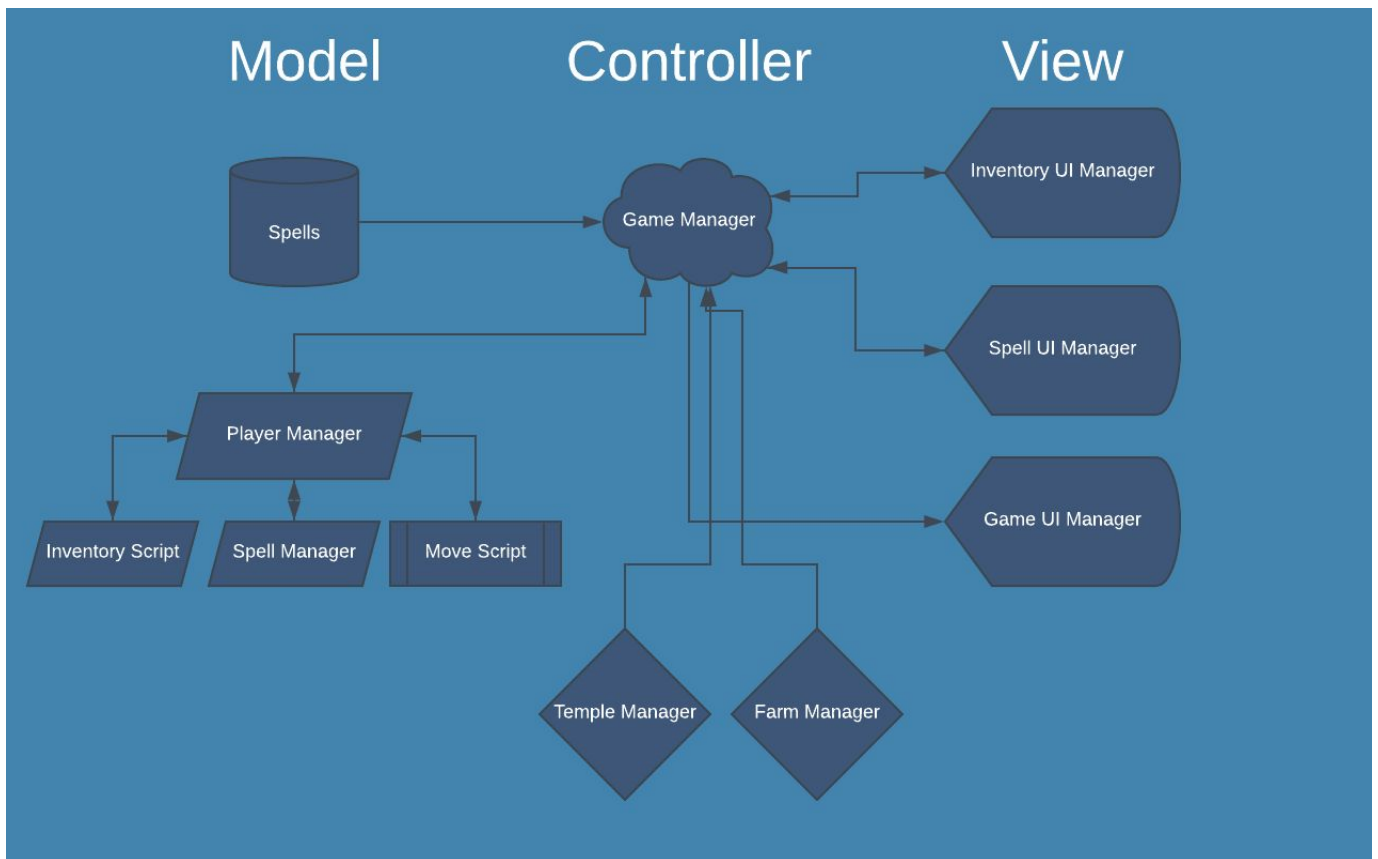 Model
Controller
View
Inventory UI Manager
Spells
Game Manager
Spell UI Manager
Player Manager
Game UI Manager
Inventory Script
Spell Manager
Move Script
Temple Manager
Farm Manager